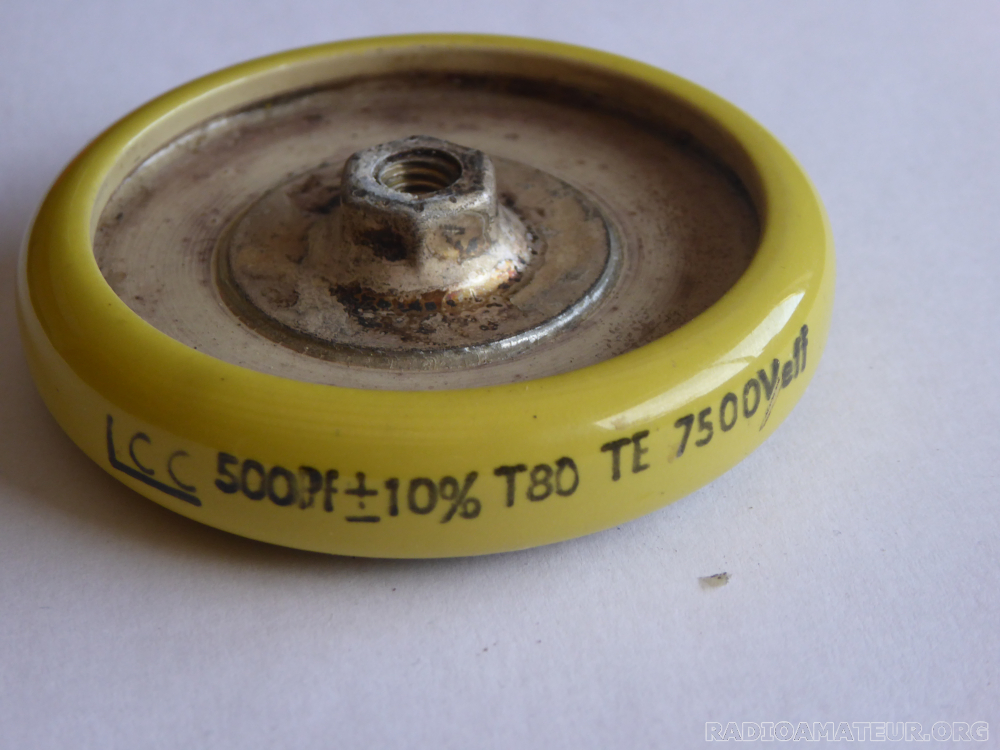 LCC 500Pf ±10% T80 TE 7500Veff
RADIOAMATEUR.ORG